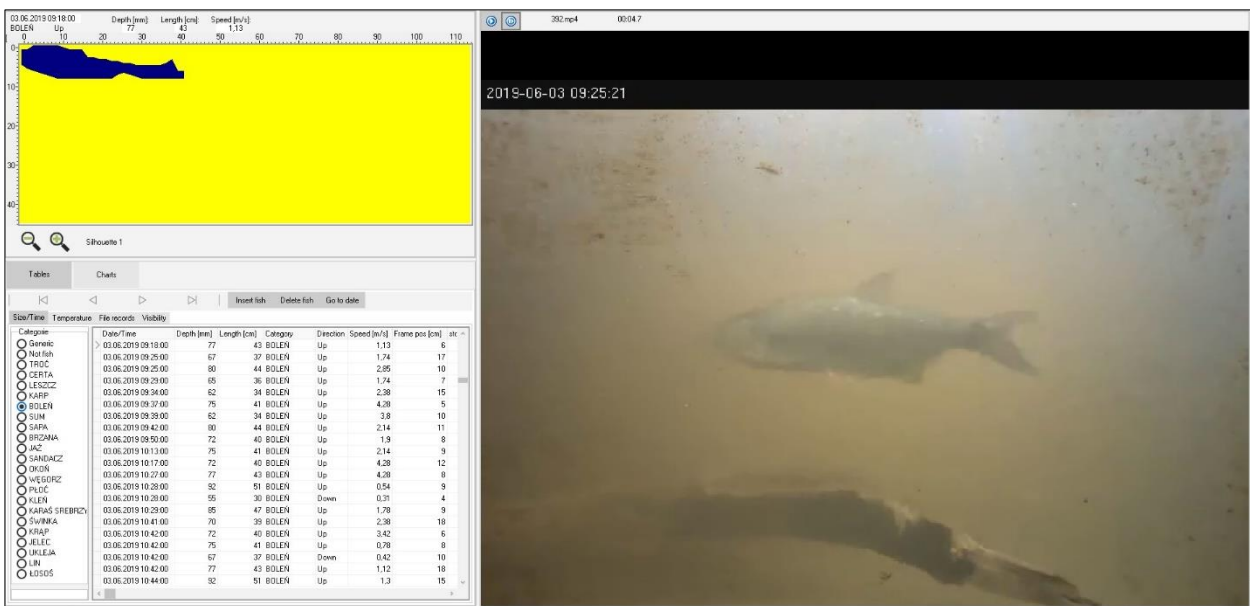 03.06.2019 09:18:00 Depth [mm]: Length [cm]: Speed [m/s]:
BOLEŃ Up 77 43 1,13
0 10 20 30 40 50 60 70 80 90 100 110
0
10
20
30
40
Silhouette 1
Tables Charts
Insert fish Delete fish Go to date
Size/Time Temperature File records Visibility
Categorie
Generic
Not fish
TROĆ
CERTA
LESZCZ
KARP
BOLEŃ
SUM
SAPA
BRZANA
JAŹ
SANDACZ
OKOŃ
WĘGORZ
PŁOĆ
KLEŃ
KARAŚ SREBRZY
ŚWINKA
KRĄP
JELEC
UKLEJA
LIN
ŁOSOŚ
Date/Time Depth [mm] Length [cm] Category Direction Speed [m/s] Frame pos [cm] stc
03.06.2019 09:18:00 77 43 BOLEŃ Up 1,13 6
03.06.2019 09:25:00 67 37 BOLEŃ Up 1,74 17
03.06.2019 09:25:00 80 44 BOLEŃ Up 2,85 10
03.06.2019 09:29:00 65 36 BOLEŃ Up 1,74 7
03.06.2019 09:34:00 62 34 BOLEŃ Up 2,38 15
03.06.2019 09:37:00 75 41 BOLEŃ Up 4,28 5
03.06.2019 09:39:00 62 34 BOLEŃ Up 3,8 10
03.06.2019 09:42:00 80 44 BOLEŃ Up 2,14 11
03.06.2019 09:50:00 72 40 BOLEŃ Up 1,9 8
03.06.2019 10:13:00 75 41 BOLEŃ Up 2,14 9
03.06.2019 10:17:00 72 40 BOLEŃ Up 4,28 12
03.06.2019 10:27:00 77 43 BOLEŃ Up 4,28 8
03.06.2019 10:28:00 92 51 BOLEŃ Up 0,54 9
03.06.2019 10:28:00 55 30 BOLEŃ Down 0,31 4
03.06.2019 10:29:00 85 47 BOLEŃ Up 1,78 9
03.06.2019 10:41:00 70 39 BOLEŃ Up 2,38 18
03.06.2019 10:42:00 72 40 BOLEŃ Up 3,42 6
03.06.2019 10:42:00 75 41 BOLEŃ Up 0,78 8
03.06.2019 10:42:00 67 37 BOLEŃ Down 0,42 10
03.06.2019 10:42:00 77 43 BOLEŃ Up 1,12 18
03.06.2019 10:44:00 92 51 BOLEŃ Up 1,3 15
392.mp4 00:04.7
2019-06-03 09:25:21